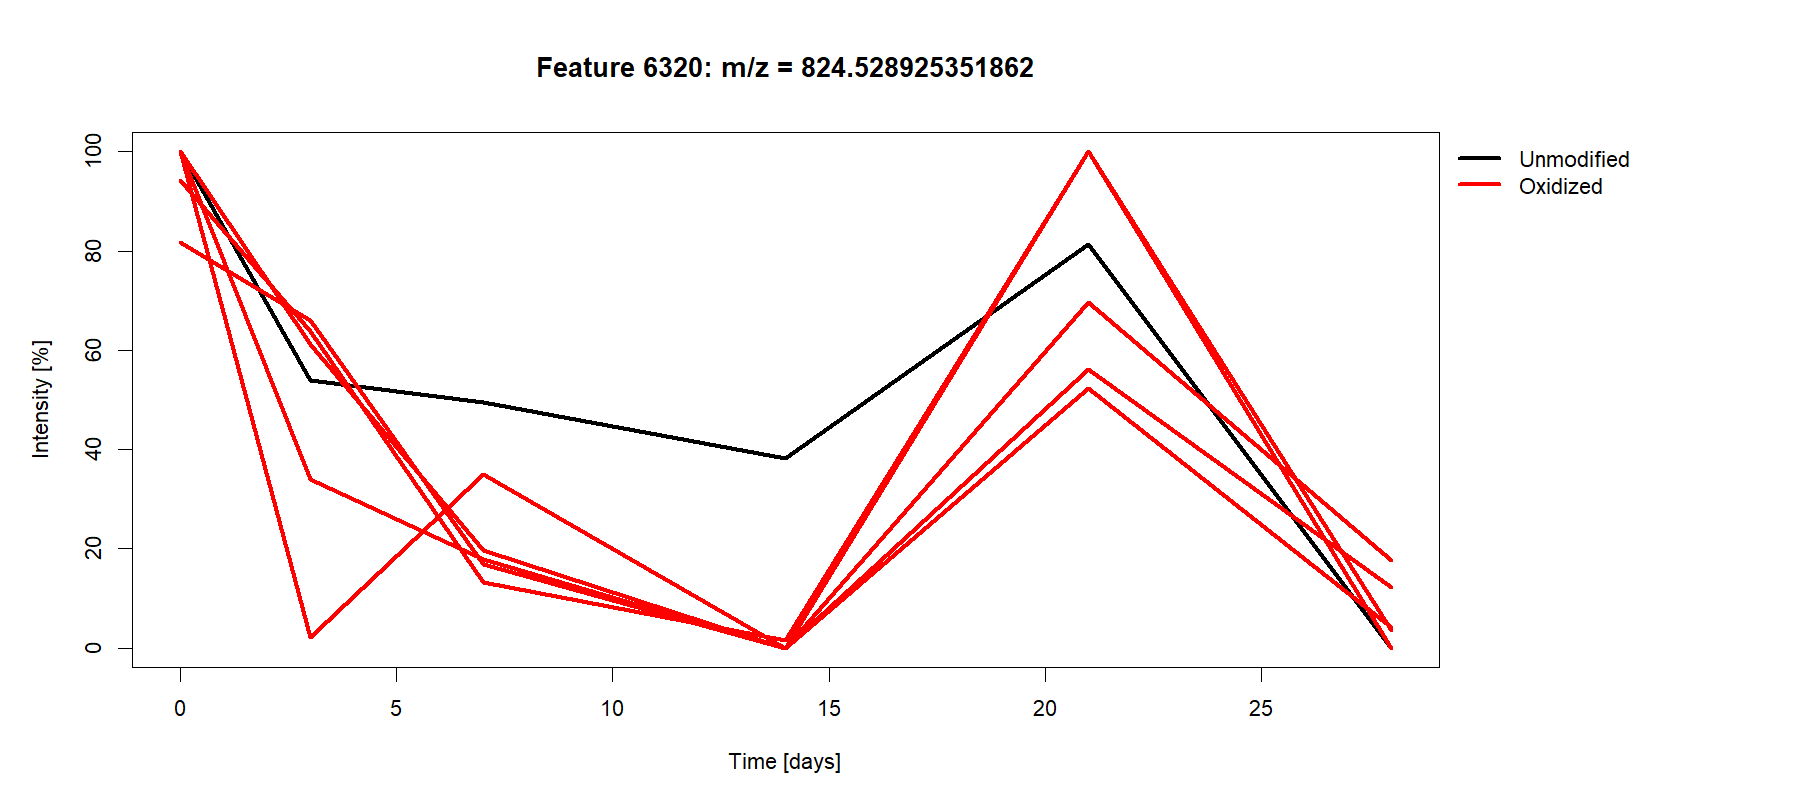 Feature 6320: m/z = 824.528925351862
Unmodified
Oxidized
Intensity [%]
100
80
60
40
20
0
0 5 10 15 20 25
Time [days]